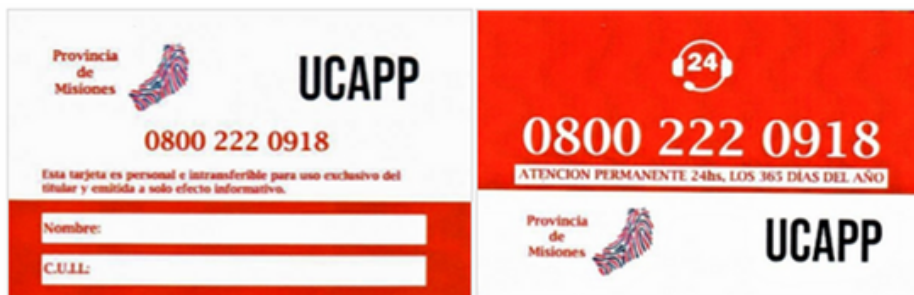 Provincia
de
Misiones
UCAPP
0800 222 0918
Esta tarjeta es personal e intransferible para uso exclusivo del
titular y emitida a solo efecto informativo.
Nombre:
C.U.I.L:
24
0800 222 0918
ATENCION PERMANENTE 24hs, LOS 365 DÍAS DEL AÑO
Provincia
de
Misiones
UCAPP